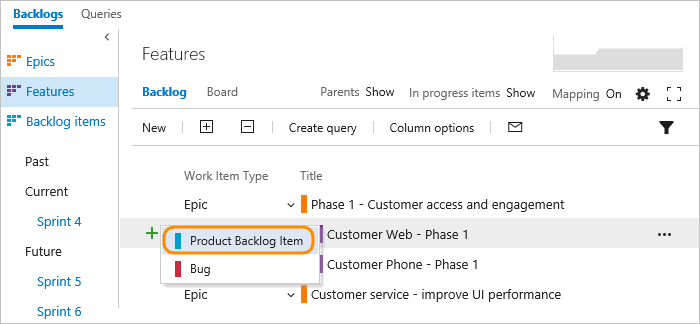 Backlogs Queries
Epics
Features
Backlog items
Past
Current
Sprint 4
Future
Sprint 5
Sprint 6
Features
Backlog Board Parents Show In progress items Show Mapping On
New Create query Column options
Work Item Type Title
Epic Phase 1 - Customer access and engagement
Customer Web - Phase 1
Product Backlog Item
Customer Phone - Phase 1
Bug
Epic Customer service - improve UI performance